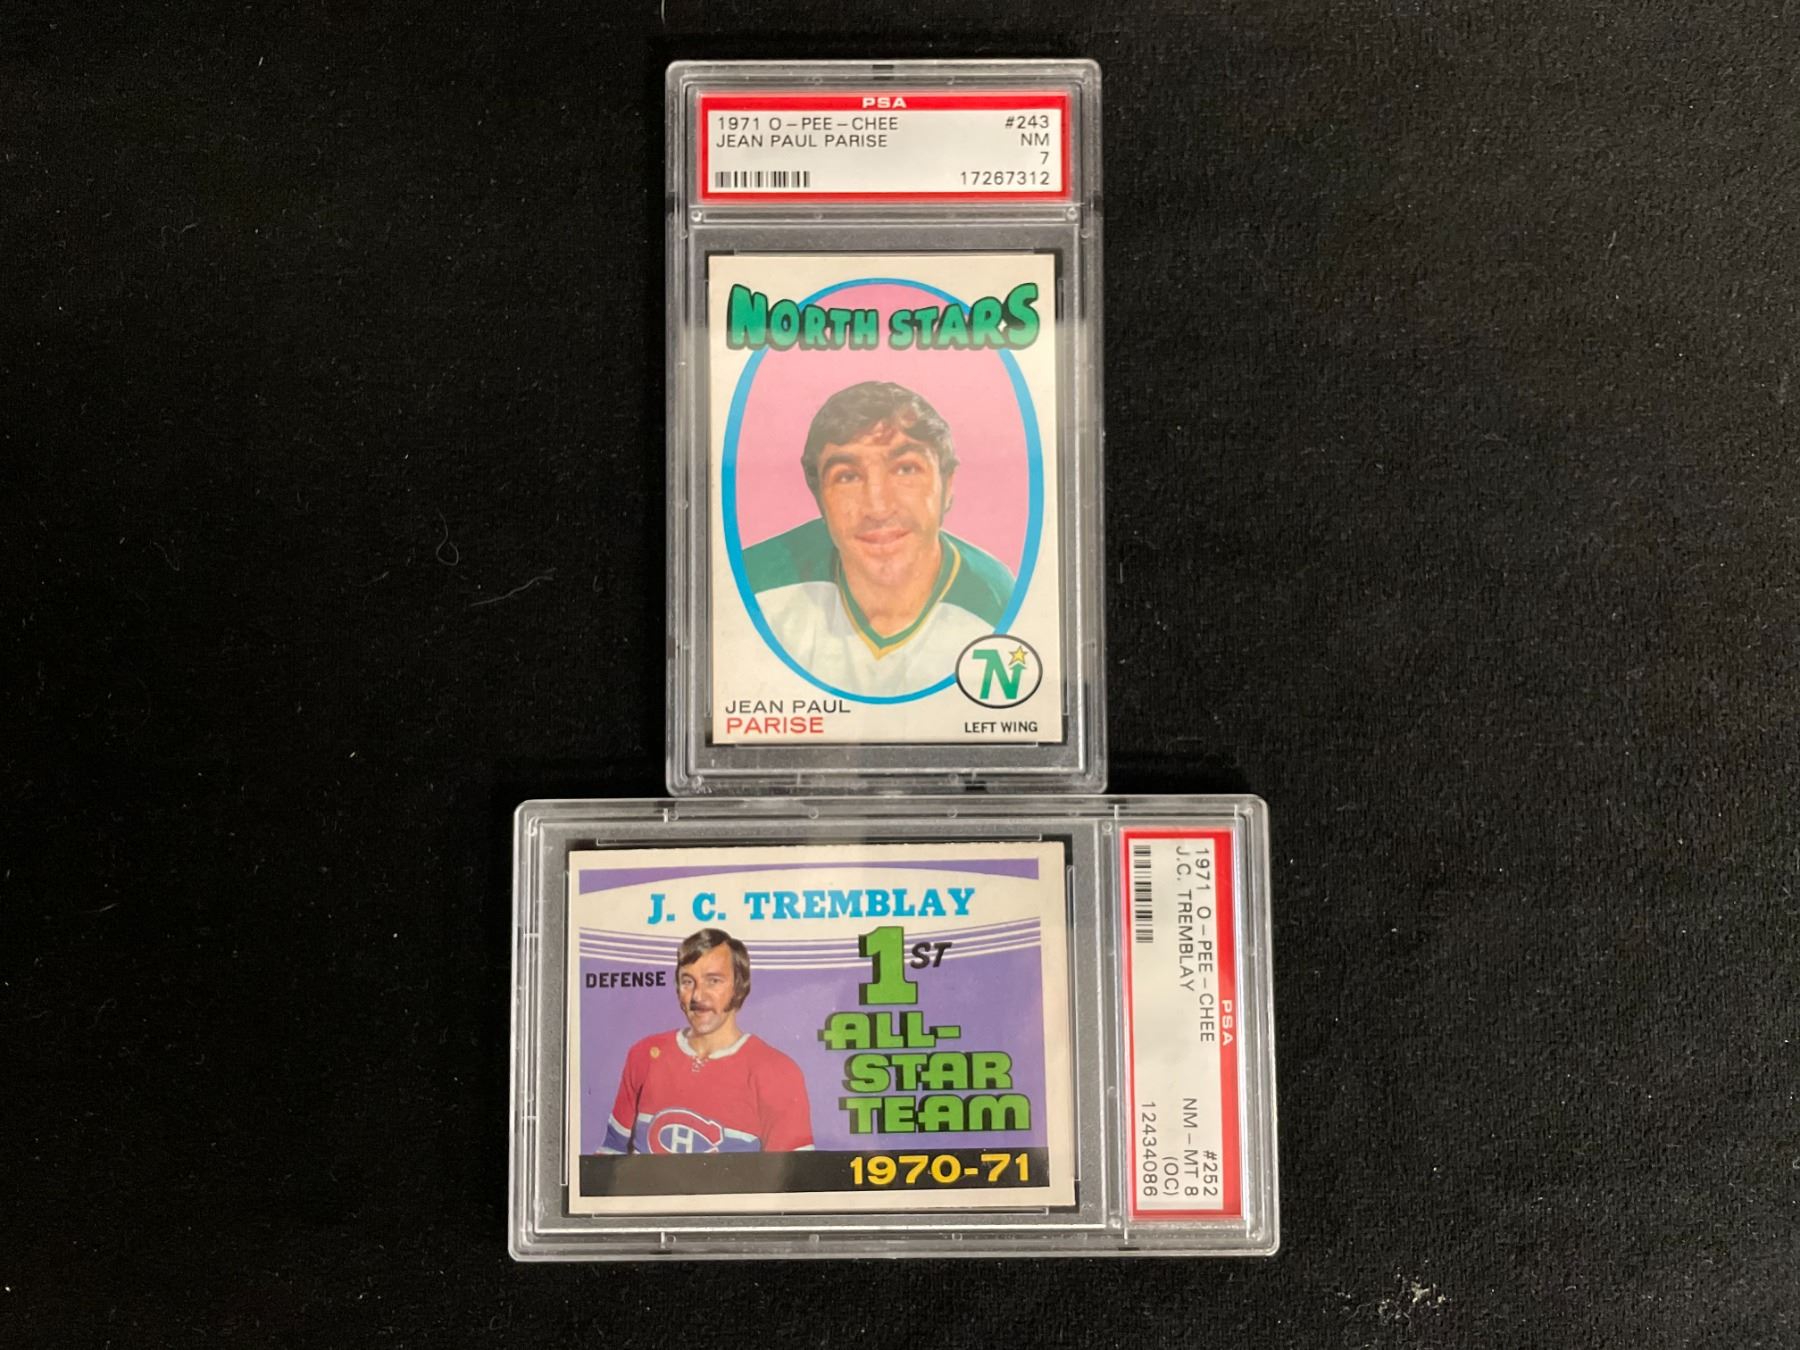 PSA
1971 O-PEE-CHEE #243
JEAN PAUL PARISE NM
7
17267312
NORTH STARS
N
JEAN PAUL
PARISE
LEFT WING
J. C. TREMBLAY
1ST
DEFENSE
ALL-
STAR
TEAM
1970-71
CH
PSA
1971 O-PEE-CHEE #252
J.C. TREMBLAY NM-MT 8
(OC)
12434086